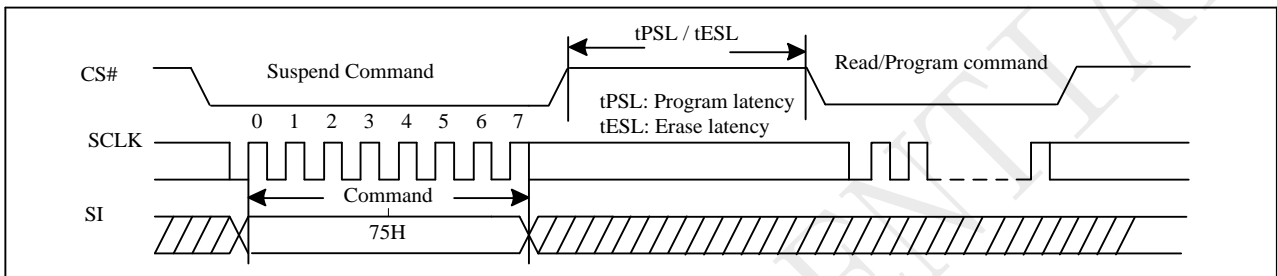 tPSL / tESL
CS#
Suspend Command
Read/Program command
tPSL: Program latency
tESL: Erase latency
0 1 2 3 4 5 6 7
SCLK
Command
SI
75H